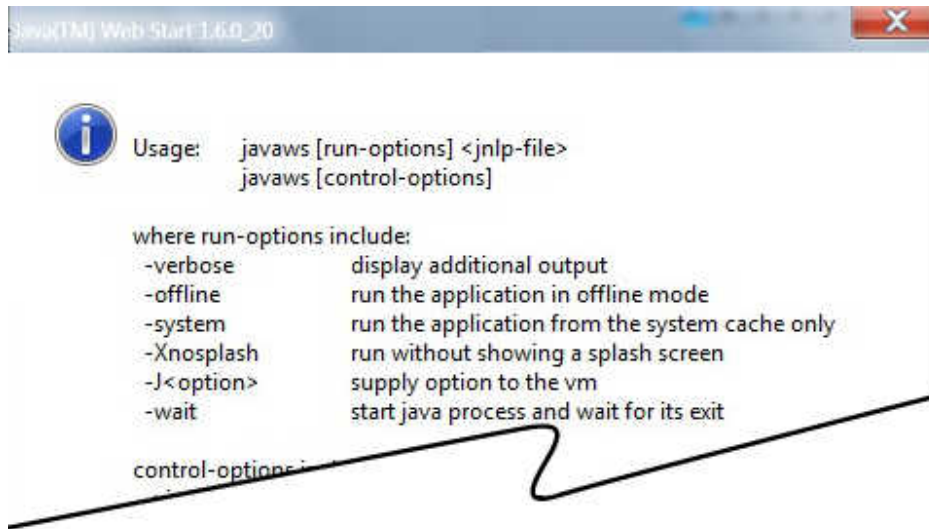 Java(TM) Web Start 1.6.0_20
Usage: javaws [run-options] <jnlp-file>
javaws [control-options]
where run-options include:
-verbose display additional output
-offline run the application in offline mode
-system run the application from the system cache only
-Xnosplash run without showing a splash screen
-J<option> supply option to the vm
-wait start java process and wait for its exit
control-options